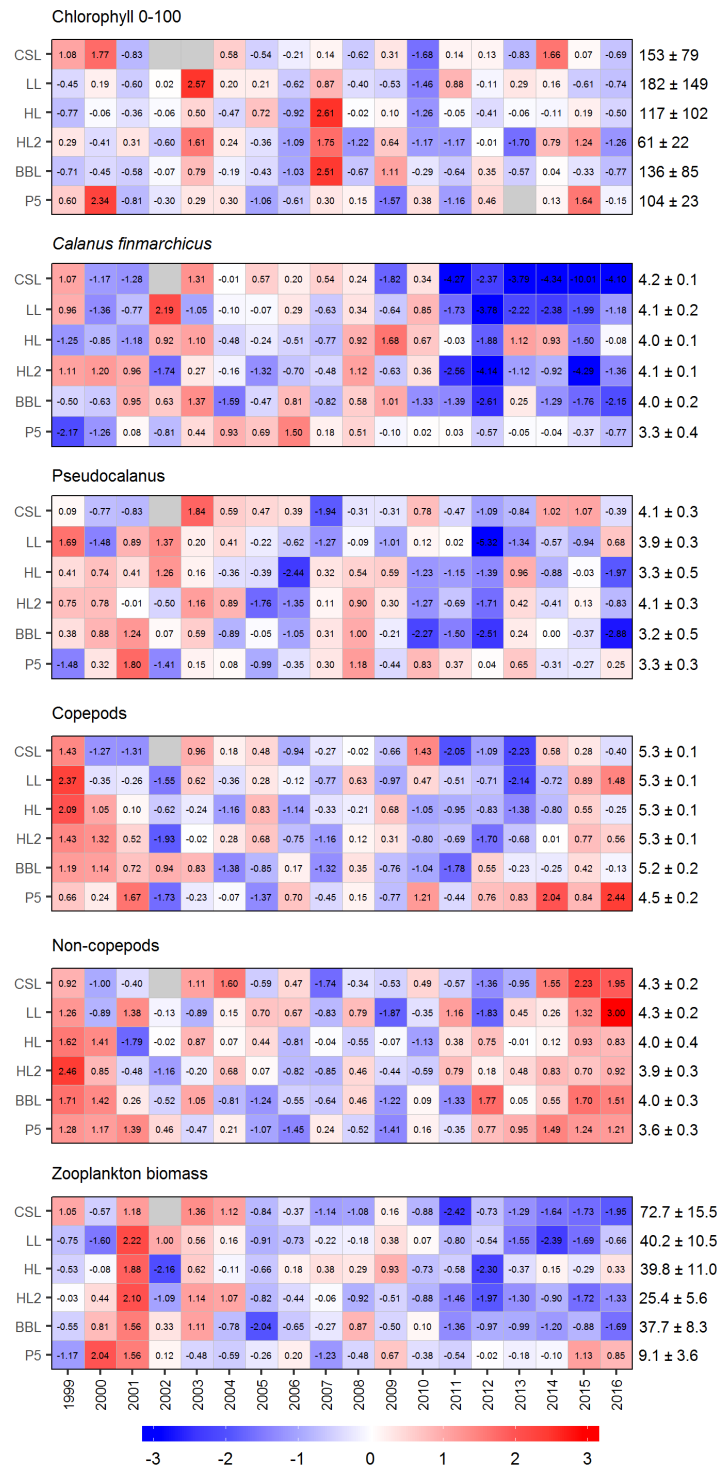 Chlorophyll 0-100
CSL 1.08 1.77 -0.83 0.58 -0.54 -0.21 0.14 -0.62 0.31 -1.68 0.14 0.13 -0.83 1.66 0.07 -0.69 153 ± 79
LL -0.45 0.19 -0.60 0.02 2.57 0.20 0.21 -0.62 0.87 -0.40 -0.53 -1.46 0.88 -0.11 0.29 0.16 -0.61 -0.74 182 ± 149
HL -0.77 -0.06 -0.36 -0.06 0.50 -0.47 0.72 -0.92 2.61 -0.02 0.10 -1.26 -0.05 -0.41 -0.06 -0.11 0.19 -0.50 117 ± 102
HL2 0.29 -0.41 0.31 -0.60 1.61 0.24 -0.36 -1.09 1.75 -1.22 0.64 -1.17 -1.17 -0.01 -1.70 0.79 1.24 -1.26 61 ± 22
BBL -0.71 -0.45 -0.58 -0.07 0.79 -0.19 -0.43 -1.03 2.51 -0.67 1.11 -0.29 -0.64 0.35 -0.57 0.04 -0.33 -0.77 136 ± 85
P5 0.60 2.34 -0.81 -0.30 0.29 0.30 -1.06 -0.61 0.30 0.15 -1.57 0.38 -1.16 0.46 0.13 1.64 -0.15 104 ± 23
Calanus finmarchicus
CSL 1.07 -1.17 -1.28 1.31 -0.01 0.57 0.20 0.54 0.24 -1.82 0.34 -4.27 -2.37 -10.01 -4.10 4.2 ± 0.1
LL 0.96 -1.36 -0.77 2.19 -1.05 -0.10 -0.07 0.29 -0.63 0.34 -0.64 0.85 -1.73 -2.22 -2.38 -1.99 -1.18 4.1 ± 0.2
HL -1.25 -0.85 -1.18 0.92 1.10 -0.48 -0.24 -0.51 -0.77 0.92 1.68 0.67 -0.03 -1.88 1.12 0.93 -1.50 -0.08 4.0 ± 0.1
HL2 1.11 1.20 0.96 -1.74 0.27 -0.16 -1.32 -0.70 -0.48 1.12 -0.63 0.36 -2.56 -4.14 -1.12 -0.92 -4.29 -1.36 4.1 ± 0.1
BBL -0.50 -0.63 0.95 0.63 1.37 -1.59 -0.47 0.81 -0.82 0.58 1.01 -1.33 -1.39 -2.61 0.25 -1.29 -1.76 -2.15 4.0 ± 0.2
P5 -2.17 -1.26 0.08 -0.81 0.44 0.93 0.69 1.50 0.18 0.51 -0.10 0.02 0.03 -0.57 -0.05 -0.04 -0.37 -0.77 3.3 ± 0.4
Pseudocalanus
CSL 0.09 -0.77 -0.83 1.84 0.59 0.47 0.39 -1.94 -0.31 -0.31 0.78 -0.47 -1.09 -0.84 1.02 1.07 -0.39 4.1 ± 0.3
LL 1.69 -1.48 0.89 1.37 0.20 0.41 -0.22 -0.62 -1.27 -0.09 -1.01 0.12 0.02 -1.34 -0.57 -0.94 0.68 3.9 ± 0.3
HL 0.41 0.74 0.41 1.26 0.16 -0.36 -0.39 -2.44 0.32 0.54 0.59 -1.23 -1.15 -1.39 0.96 -0.88 -0.03 -1.97 3.3 ± 0.5
HL2 0.75 0.78 -0.01 -0.50 1.16 0.89 -1.76 -1.35 0.11 0.90 0.30 -1.27 -0.69 -1.71 0.42 -0.41 0.13 -0.83 4.1 ± 0.3
BBL 0.38 0.88 1.24 0.07 0.59 -0.89 -0.05 -1.05 0.31 1.00 -0.21 -2.27 -1.50 -2.51 0.24 0.00 -0.37 -2.88 3.2 ± 0.5
P5 -1.48 0.32 1.80 -1.41 0.15 0.08 -0.99 -0.35 0.30 1.18 -0.44 0.83 0.37 0.04 0.65 -0.31 -0.27 0.25 3.3 ± 0.3
Copepods
CSL 1.43 -1.27 -1.31 0.96 0.18 0.48 -0.94 -0.27 -0.02 -0.66 1.43 -2.05 -1.09 -2.23 0.58 0.28 -0.40 5.3 ± 0.1
LL 2.37 -0.35 -0.26 -1.55 0.62 -0.36 0.28 -0.12 -0.77 0.63 -0.97 0.47 -0.51 -0.71 -2.14 -0.72 0.89 1.48 5.3 ± 0.1
HL 2.09 1.05 0.10 -0.62 -0.24 -1.16 0.83 -1.14 -0.33 -0.21 0.68 -1.05 -0.95 -0.83 -1.38 -0.80 0.55 -0.25 5.3 ± 0.1
HL2 1.43 1.32 0.52 -1.93 -0.02 0.28 0.68 -0.75 -1.16 0.12 0.31 -0.80 -0.69 -1.70 -0.68 0.01 0.77 0.56 5.3 ± 0.1
BBL 1.19 1.14 0.72 0.94 0.83 -1.38 -0.85 0.17 -1.32 0.35 -0.76 -1.04 -1.78 0.55 -0.23 -0.25 0.42 -0.13 5.2 ± 0.2
P5 0.66 0.24 1.67 -1.73 -0.23 -0.07 -1.37 0.70 -0.45 0.15 -0.77 1.21 -0.44 0.76 0.83 2.04 0.84 2.44 4.5 ± 0.2
Non-copepods
CSL 0.92 -1.00 -0.40 1.11 1.60 -0.59 0.47 -1.74 -0.34 -0.53 0.49 -0.57 -1.36 -0.95 1.55 2.23 1.95 4.3 ± 0.2
LL 1.26 -0.89 1.38 -0.13 -0.89 0.15 0.70 0.67 -0.83 0.79 -1.87 -0.35 1.16 -1.83 0.45 0.26 1.32 3.00 4.3 ± 0.2
HL 1.62 1.41 -1.79 -0.02 0.87 0.07 0.44 -0.81 -0.04 -0.55 -0.07 -1.13 0.38 0.75 -0.01 0.12 0.93 0.83 4.0 ± 0.4
HL2 2.46 0.85 -0.48 -1.16 -0.20 0.68 0.07 -0.82 -0.85 0.46 -0.44 -0.59 0.79 0.18 0.48 0.83 0.70 0.92 3.9 ± 0.3
BBL 1.71 1.42 0.26 -0.52 1.05 -0.81 -1.24 -0.55 -0.64 0.46 -1.22 0.09 -1.33 1.77 0.05 0.55 1.70 1.51 4.0 ± 0.3
P5 1.28 1.17 1.39 0.46 -0.47 0.21 -1.07 -1.45 0.24 -0.52 -1.41 0.16 -0.35 0.77 0.95 1.49 1.24 1.21 3.6 ± 0.3
Zooplankton biomass
CSL 1.05 -0.57 1.18 1.36 1.12 -0.84 -0.37 -1.14 -1.08 0.16 -0.88 -2.42 -0.73 -1.29 -1.64 -1.73 -1.95 72.7 ± 15.5
LL -0.75 -1.60 2.22 1.00 0.56 0.16 -0.91 -0.73 -0.22 -0.18 0.38 0.07 -0.80 -0.54 -1.55 -2.39 -1.69 -0.66 40.2 ± 10.5
HL -0.53 -0.08 1.88 -2.16 0.62 -0.11 -0.66 0.18 0.38 0.29 0.93 -0.73 -0.58 -2.30 -0.37 0.15 -0.29 0.33 39.8 ± 11.0
HL2 -0.03 0.44 2.10 -1.09 1.14 1.07 -0.82 -0.44 -0.06 -0.92 -0.51 -0.88 -1.46 -1.97 -1.30 -0.90 -1.72 -1.33 25.4 ± 5.6
BBL -0.55 0.81 1.56 0.33 1.11 -0.78 -2.04 -0.65 -0.27 0.87 -0.50 0.10 -1.36 -0.97 -0.99 -1.20 -0.88 -1.69 37.7 ± 8.3
P5 -1.17 2.04 1.56 0.12 -0.48 -0.59 -0.26 0.20 -1.23 -0.48 0.67 -0.38 -0.54 -0.02 -0.18 -0.10 1.13 0.85 9.1 ± 3.6
1999 2000 2001 2002 2003 2004 2005 2006 2007 2008 2009 2010 2011 2012 2013 2014 2015 2016
-3 -2 -1 0 1 2 3